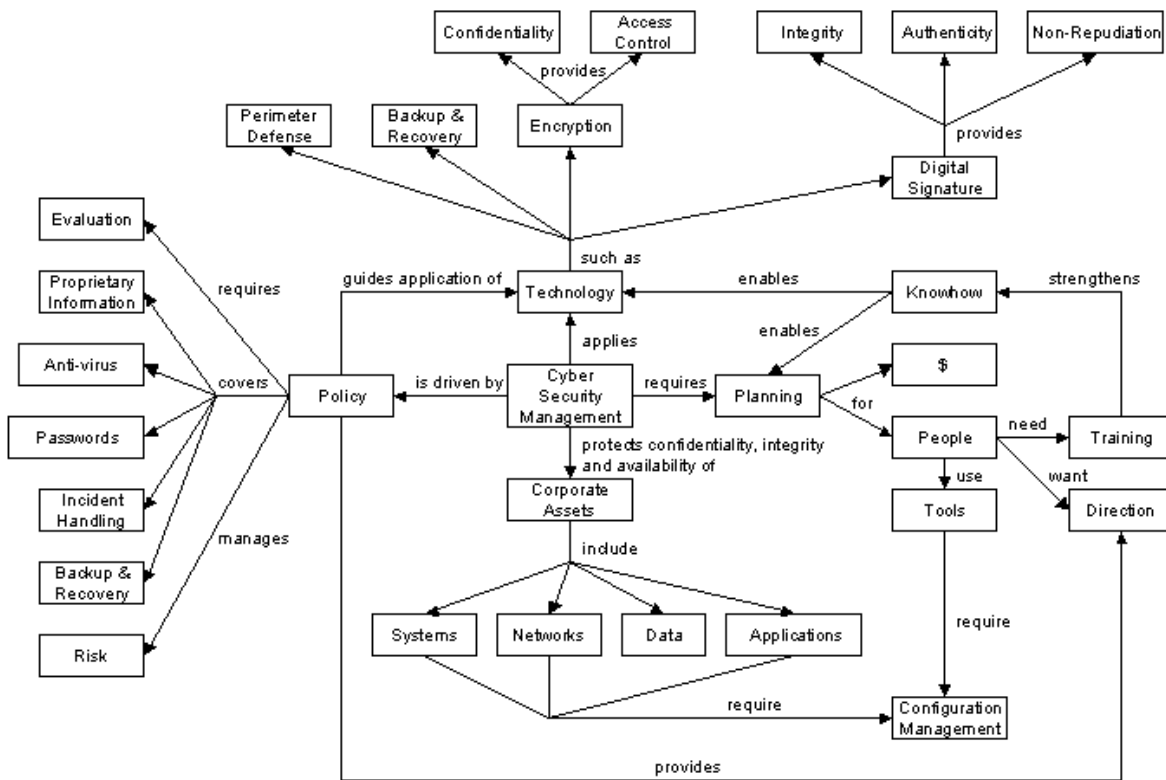 Confidentiality
Access
Control
Integrity
Authenticity
Non-Repudiation
provides
Perimeter
Defense
Backup &
Recovery
Encryption
provides
Digital
Signature
Evaluation
such as
guides application of
Proprietary
Information
requires
Technology
enables
Knowhow
strengthens
enables
applies
Anti-virus
covers
Policy
is driven by
Cyber
Security
Management
requires
Planning
$
for
Passwords
People
need
Training
protects confidentiality, integrity
and availability of
use
want
Corporate
Assets
Incident
Handling
Tools
Direction
manages
include
Backup &
Recovery
Systems
Networks
Data
Applications
require
Risk
require
Configuration
Management
provides